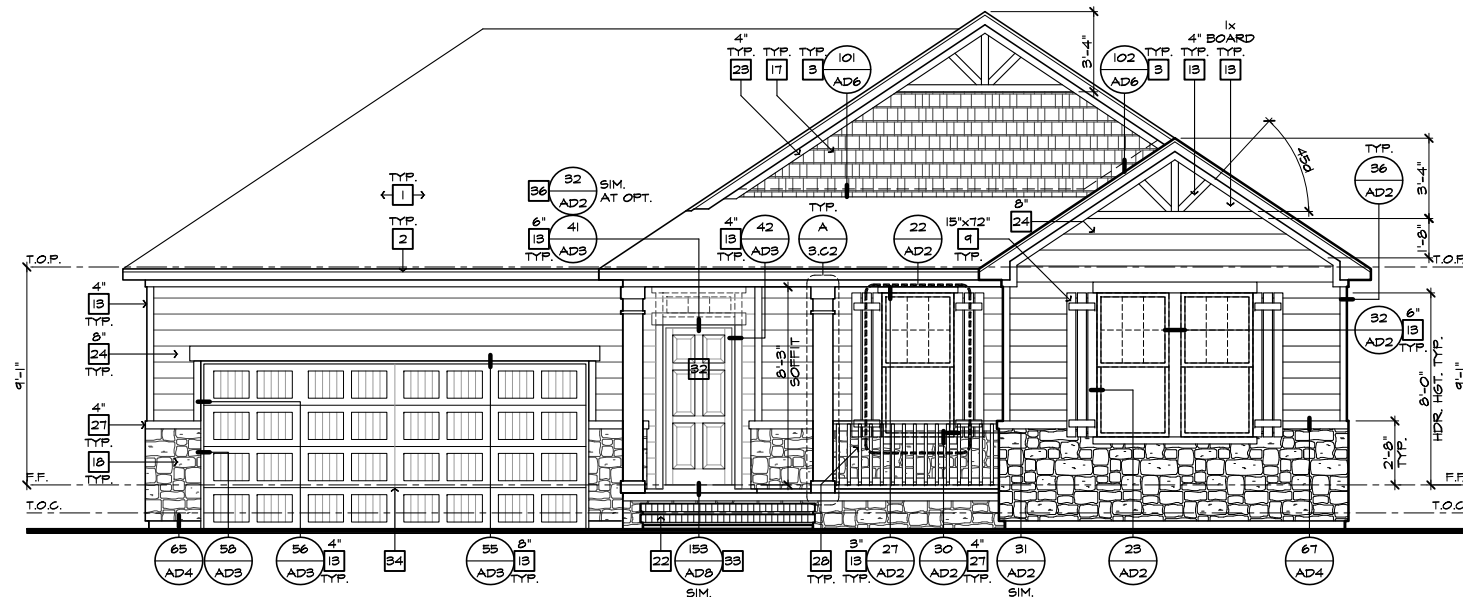 4" TYP. 23
TYP. 17
TYP. 3
101 AD6
3'-4"
102 AD6
TYP. 3
4" TYP. 13
1x BOARD TYP. 13
45d
TYP.
36 AD2
3'-4"
1'-8"
TYP. 1
TYP. 2
36
32 AD2
SIM. AT OPT.
6" 13 TYP.
41 AD3
4" 13 TYP.
42 AD3
TYP.
A 3.C2
22 AD2
15"x72" 9
8" 24
T.O.P.
T.O.P.
4" 13 TYP.
8" 24 TYP.
9'-1"
4" 27 TYP.
18 TYP.
F.F.
T.O.C.
32
8'-3" SOFFIT
32 AD2
6" 13 TYP.
8'-0" HDR. HGT. TYP.
9'-1"
2'-8" TYP.
F.F.
T.O.C.
65 AD4
58 AD3
56 AD3
4" 13 TYP.
34
55 AD3
8" 13 TYP.
22
153 AD8
SIM.
33
28 TYP.
3" 13 TYP.
27 AD2
30 AD2
4" 27 TYP.
31 AD2
SIM.
23 AD2
67 AD4